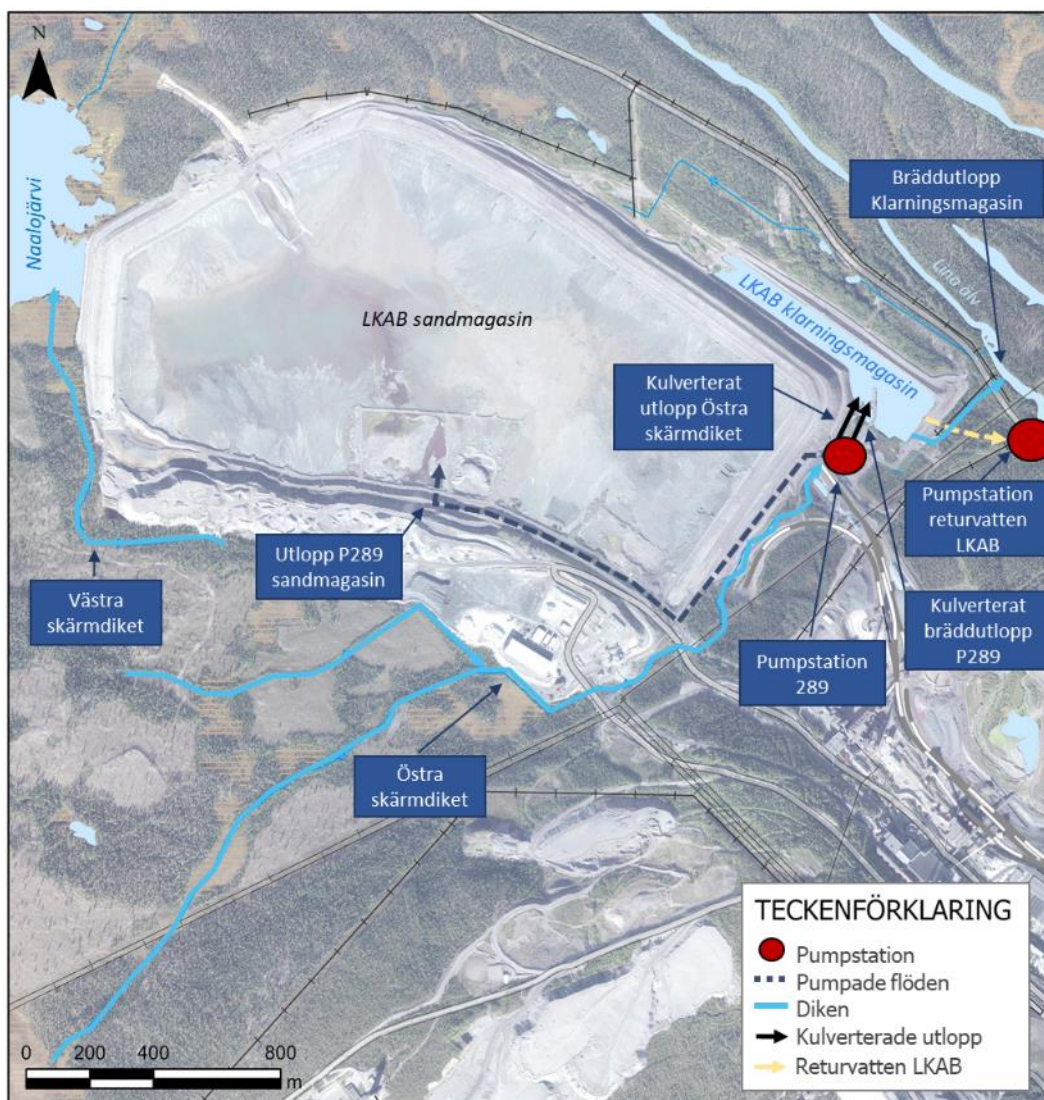 N
Naalojärvi
LKAB sandmagasin
LKAB klarningsmagasin
Lina älv
Bräddutlopp
Klarningsmagasin
Kulverterat
utlopp Östra
skärmdiket
Pumpstation
returvatten
LKAB
Utlopp P289
sandmagasin
Västra
skärmdiket
Pumpstation
289
Kulverterat
bräddutlopp
P289
Östra
skärmdiket
TECKENFÖRKLARING
Pumpstation
Pumpade flöden
Diken
Kulverterade utlopp
Returvatten LKAB
0 200 400 800
m